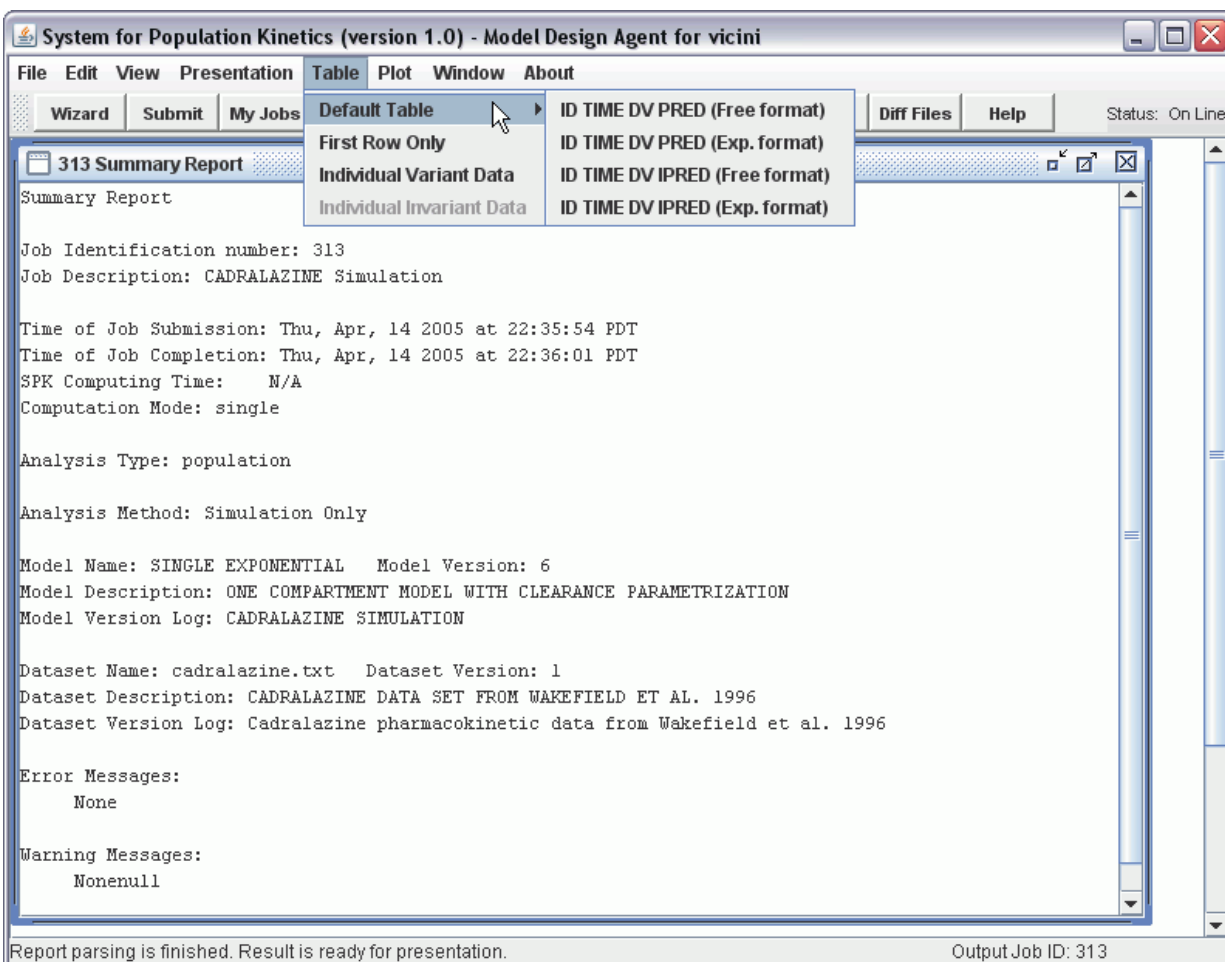 System for Population Kinetics (version 1.0) - Model Design Agent for vicini
File Edit View Presentation Table Plot Window About
Wizard Submit My Jobs Diff Files Help Status: On Line
Default Table
First Row Only
Individual Variant Data
Individual Invariant Data
ID TIME DV PRED (Free format)
ID TIME DV PRED (Exp. format)
ID TIME DV IPRED (Free format)
ID TIME DV IPRED (Exp. format)
313 Summary Report
Summary Report
Job Identification number: 313
Job Description: CADRALAZINE Simulation
Time of Job Submission: Thu, Apr, 14 2005 at 22:35:54 PDT
Time of Job Completion: Thu, Apr, 14 2005 at 22:36:01 PDT
SPK Computing Time: N/A
Computation Mode: single
Analysis Type: population
Analysis Method: Simulation Only
Model Name: SINGLE EXPONENTIAL Model Version: 6
Model Description: ONE COMPARTMENT MODEL WITH CLEARANCE PARAMETRIZATION
Model Version Log: CADRALAZINE SIMULATION
Dataset Name: cadralazine.txt Dataset Version: 1
Dataset Description: CADRALAZINE DATA SET FROM WAKEFIELD ET AL. 1996
Dataset Version Log: Cadralazine pharmacokinetic data from Wakefield et al. 1996
Error Messages:
None
Warning Messages:
Nonenull
Report parsing is finished. Result is ready for presentation. Output Job ID: 313